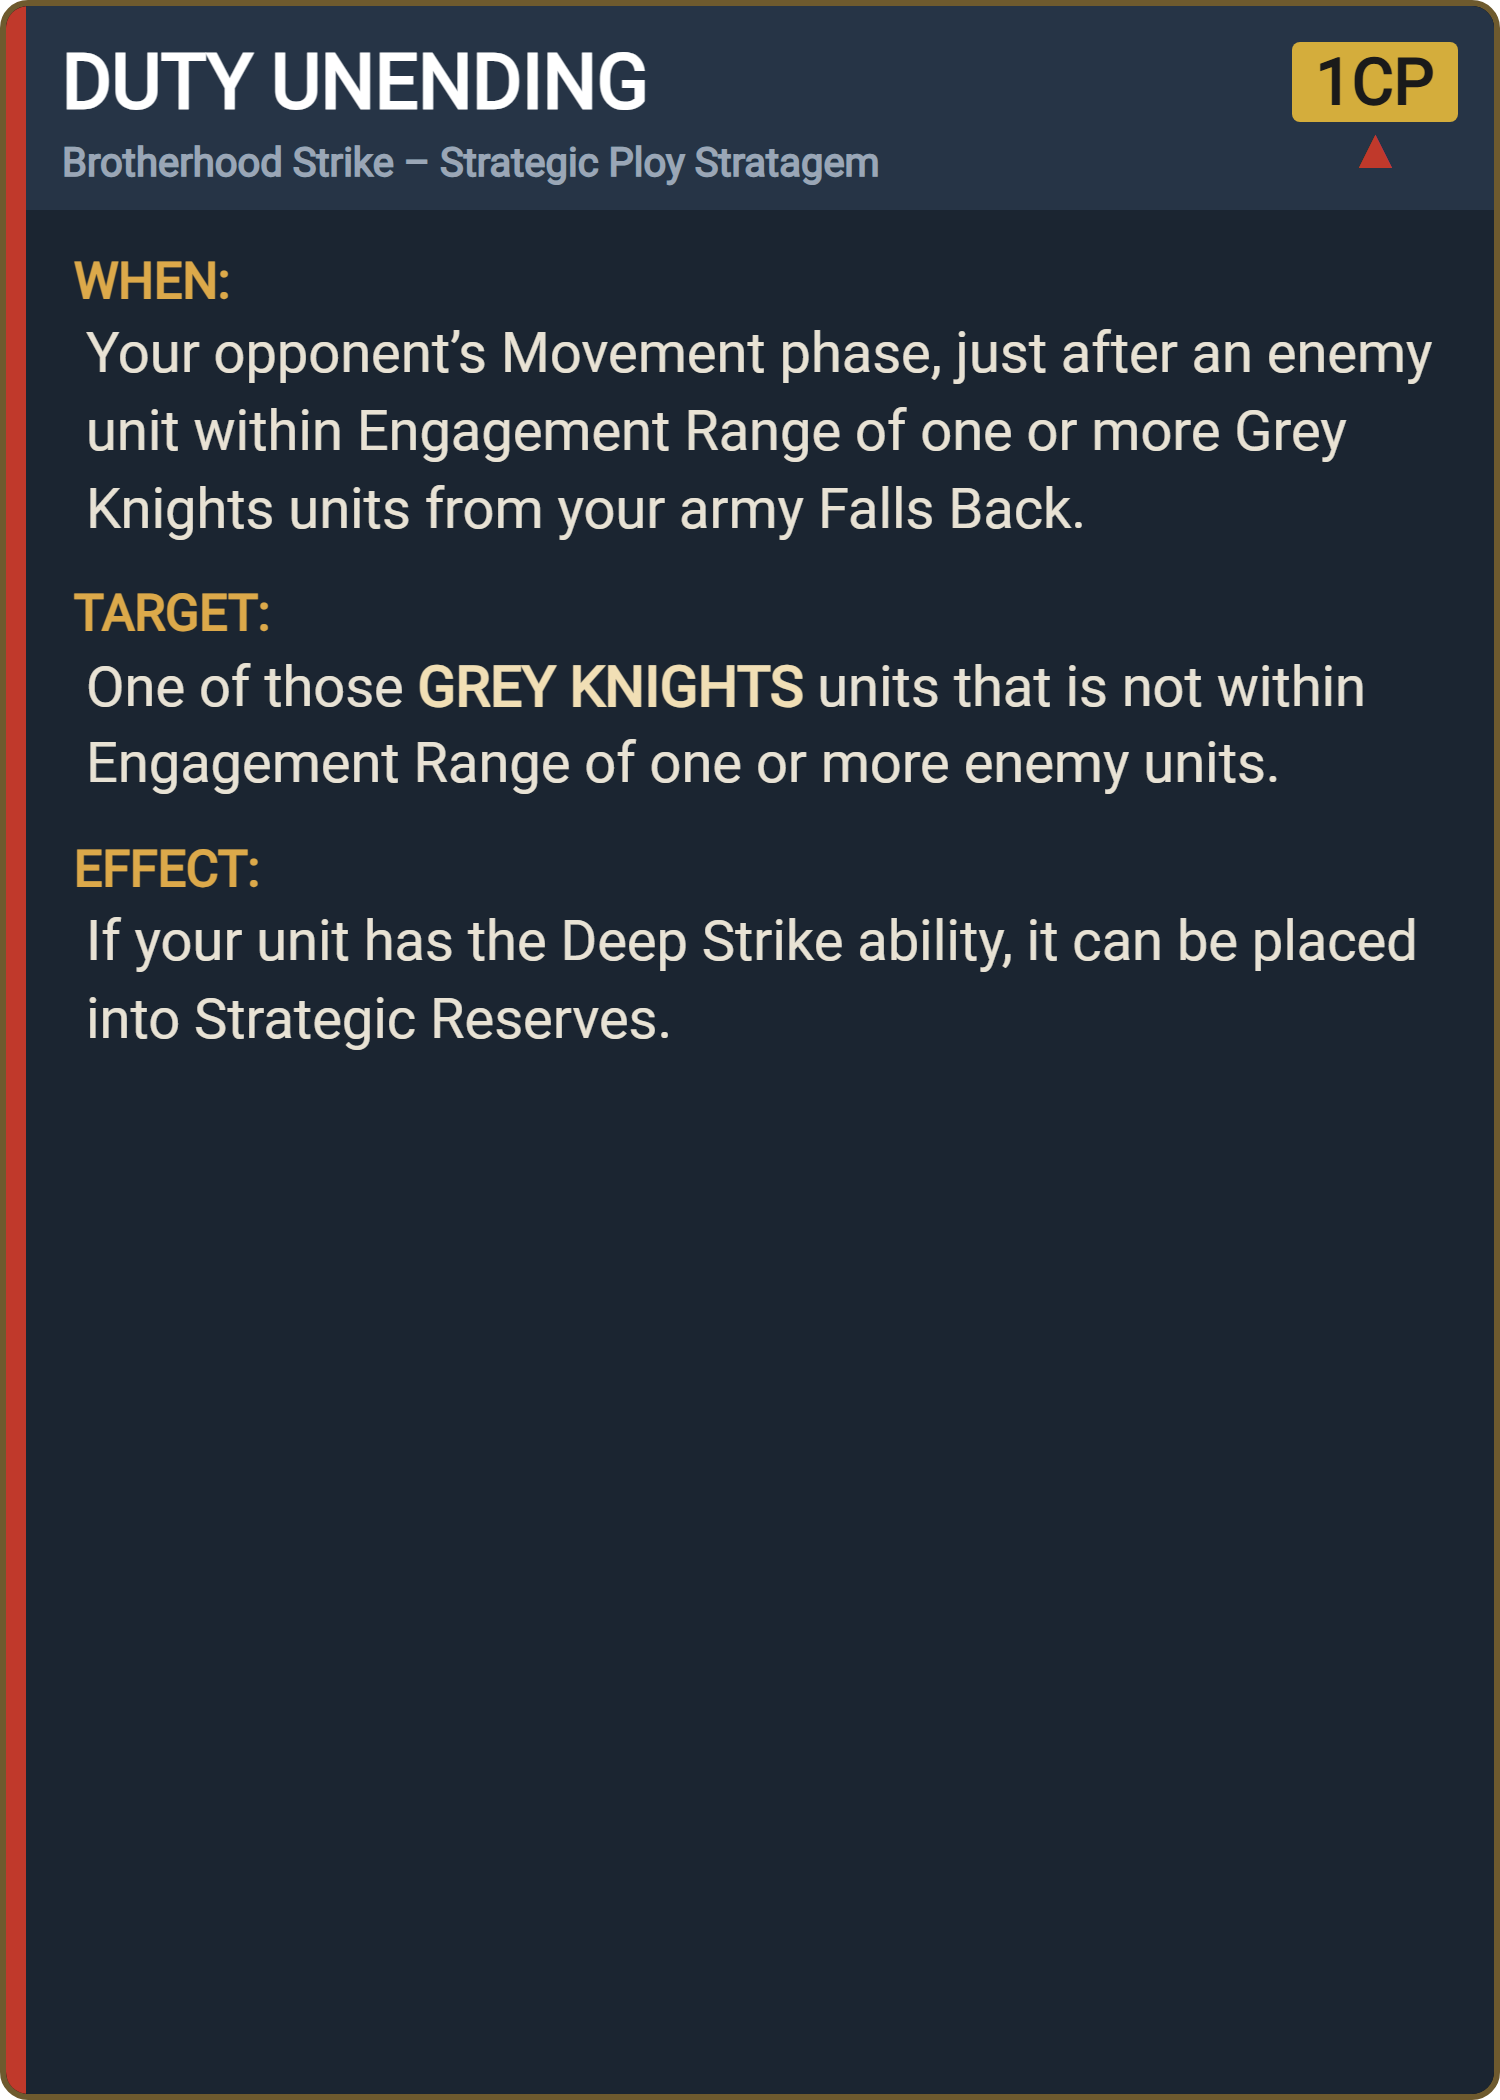 DUTY UNENDING
1CP
Brotherhood Strike – Strategic Ploy Stratagem
WHEN:
Your opponent’s Movement phase, just after an enemy
unit within Engagement Range of one or more Grey
Knights units from your army Falls Back.
TARGET:
One of those GREY KNIGHTS units that is not within
Engagement Range of one or more enemy units.
EFFECT:
If your unit has the Deep Strike ability, it can be placed
into Strategic Reserves.